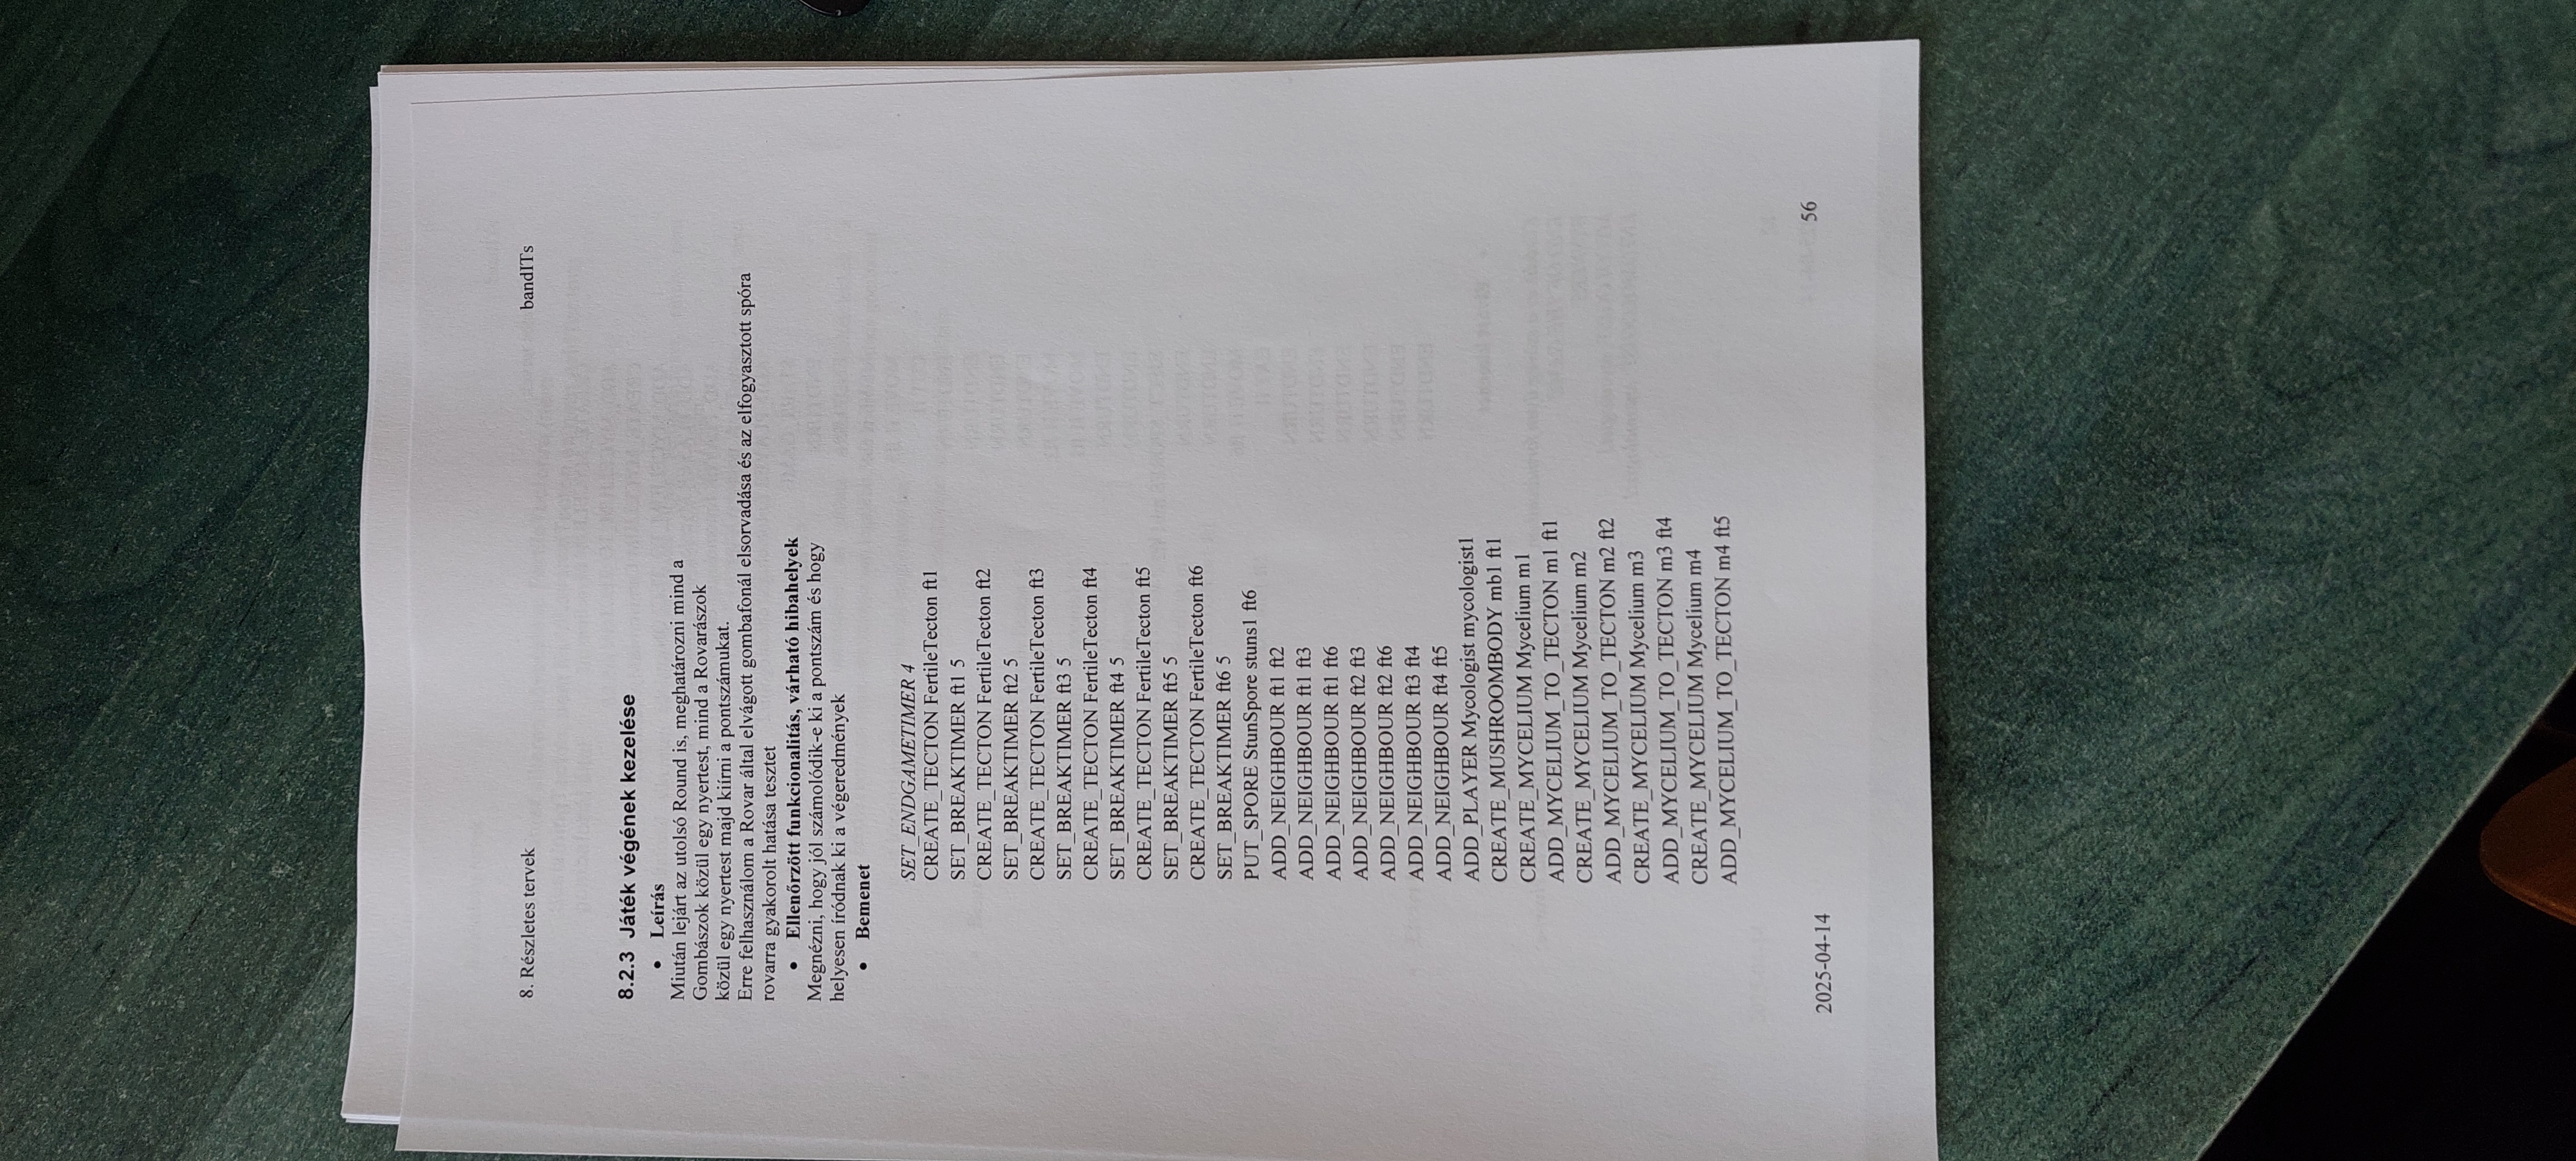 8. Részletes tervek bandITs
8.2.3 Játék végének kezelése
• Leírás
Miután lejárt az utolsó Round is, meghatározni mind a
Gombászok közül egy nyertest, mind a Rovarászok
közül egy nyertest majd kiírni a pontszámukat.
Erre felhasználom a Rovar által elvágott gombafonál elsorvadása és az elfogyasztott spóra
rovarra gyakorolt hatása tesztet
• Ellenőrzött funkcionalitás, várható hibahelyek
Megnézni, hogy jól számolódik-e ki a pontszám és hogy
helyesen íródnak ki a végeredmények
• Bemenet
SET_ENDGAMETIMER 4
CREATE_TECTON FertileTecton ft1
SET_BREAKTIMER ft1 5
CREATE_TECTON FertileTecton ft2
SET_BREAKTIMER ft2 5
CREATE_TECTON FertileTecton ft3
SET_BREAKTIMER ft3 5
CREATE_TECTON FertileTecton ft4
SET_BREAKTIMER ft4 5
CREATE_TECTON FertileTecton ft5
SET_BREAKTIMER ft5 5
CREATE_TECTON FertileTecton ft6
SET_BREAKTIMER ft6 5
PUT_SPORE StunSpore stuns1 ft6
ADD_NEIGHBOUR ft1 ft2
ADD_NEIGHBOUR ft1 ft3
ADD_NEIGHBOUR ft1 ft6
ADD_NEIGHBOUR ft2 ft3
ADD_NEIGHBOUR ft2 ft6
ADD_NEIGHBOUR ft3 ft4
ADD_NEIGHBOUR ft4 ft5
ADD_PLAYER Mycologist mycologist1
CREATE_MUSHROOMBODY mb1 ft1
CREATE_MYCELIUM Mycelium m1
ADD_MYCELIUM_TO_TECTON m1 ft1
CREATE_MYCELIUM Mycelium m2
ADD_MYCELIUM_TO_TECTON m2 ft2
CREATE_MYCELIUM Mycelium m3
ADD_MYCELIUM_TO_TECTON m3 ft4
CREATE_MYCELIUM Mycelium m4
ADD_MYCELIUM_TO_TECTON m4 ft5
2025-04-14 56